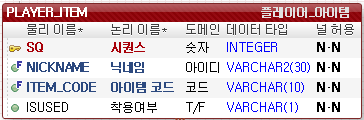 PLAYER_ITEM 플레이어_아이템
물리 이름* 논리 이름* 도메인 데이터 타입 널 허용
SQ 시퀀스 숫자 INTEGER N-N
NICKNAME 닉네임 아이디 VARCHAR2(30) N-N
ITEM_CODE 아이템 코드 코드 VARCHAR(10) N-N
ISUSED 착용여부 T/F VARCHAR(1) N-N